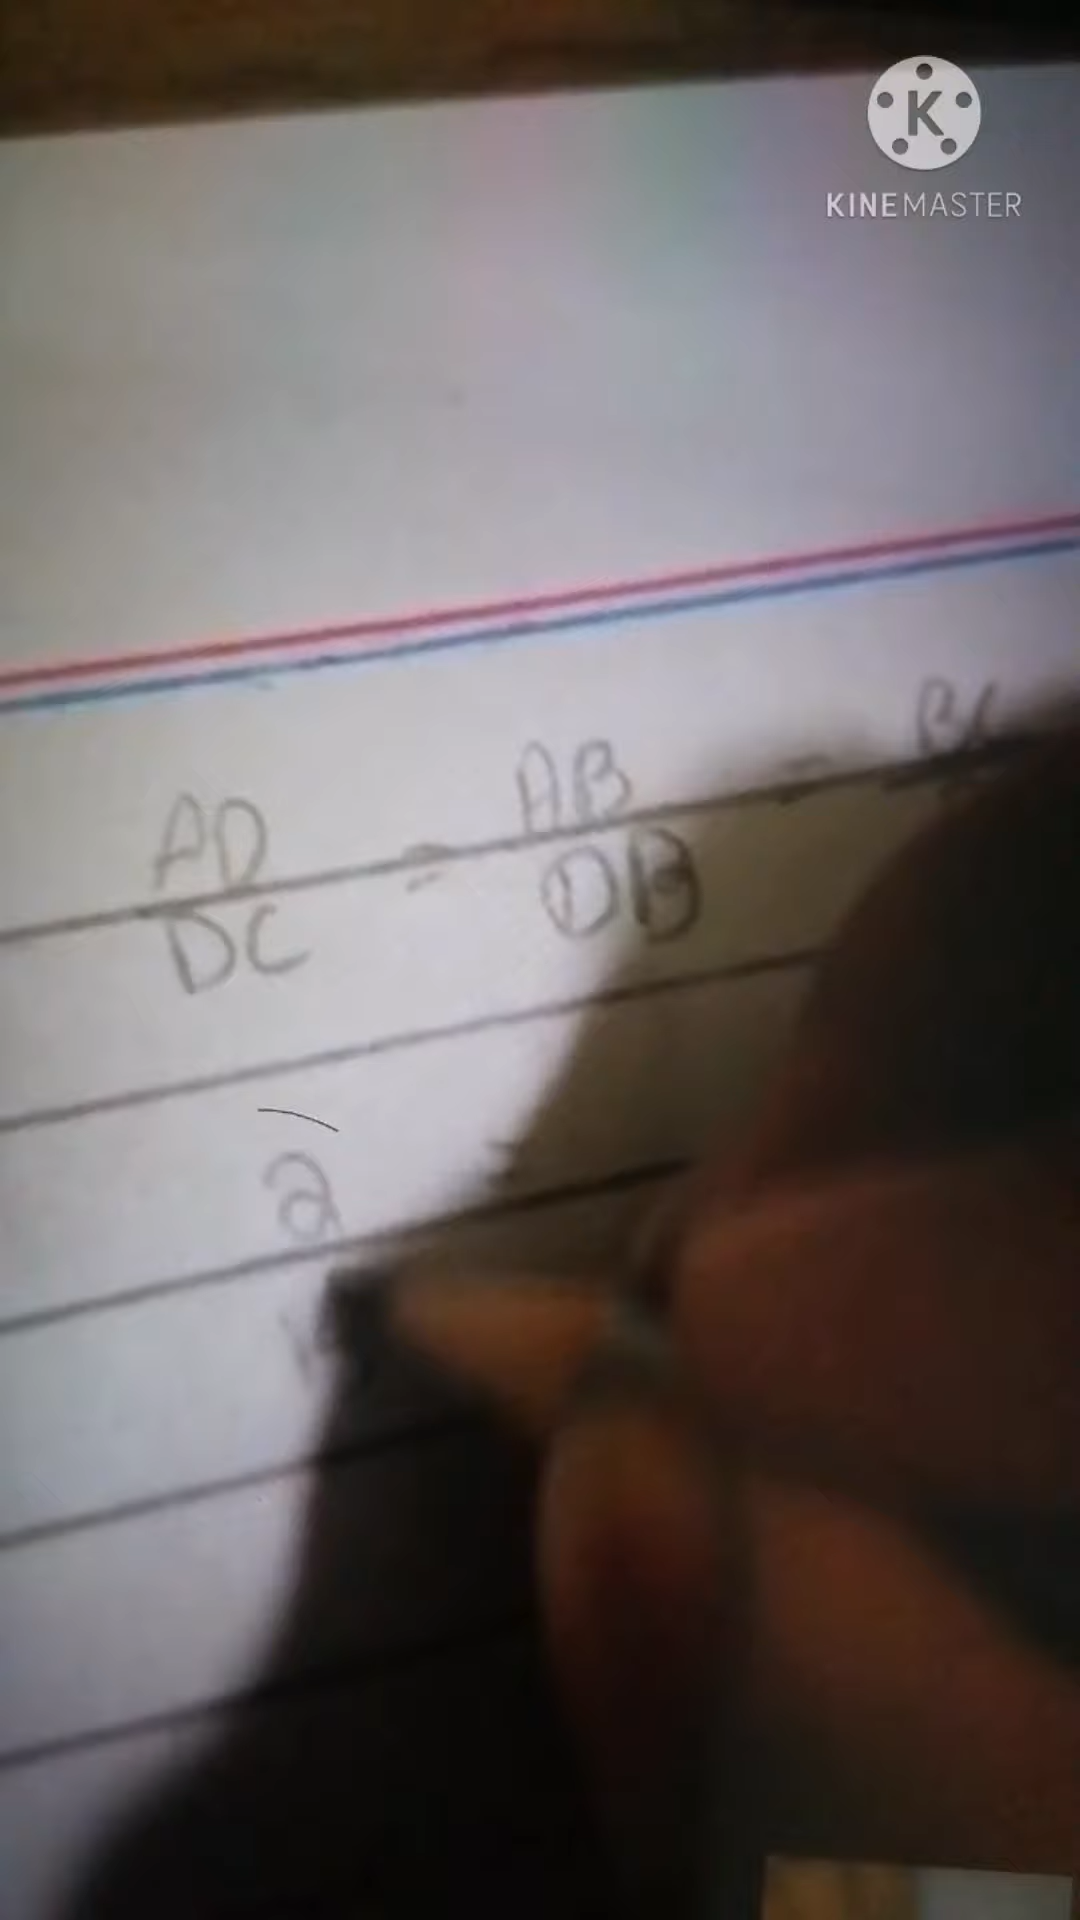 K
KINEMASTER
AD = AB =
DC DB
2